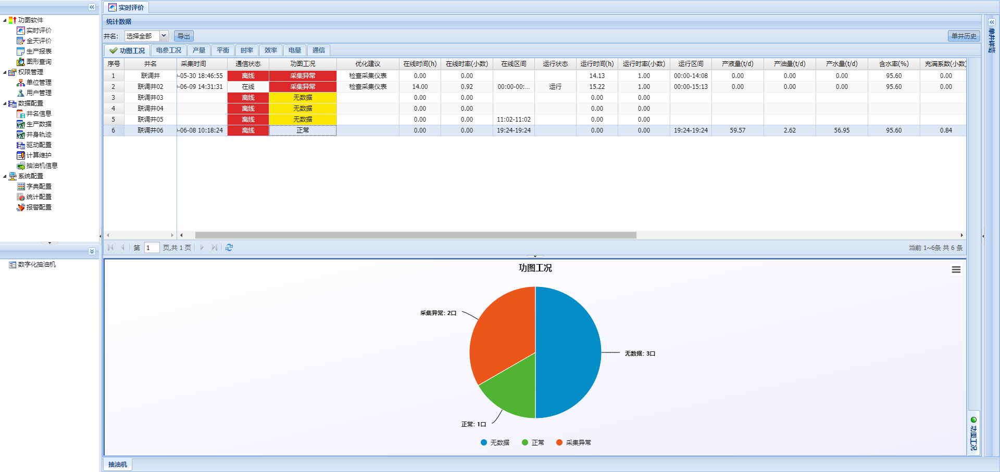 功图软件
实时评价
全天评价
生产报表
图形查询
权限管理
单位管理
用户管理
数据配置
井名信息
生产数据
井身轨迹
驱动配置
计算维护
抽油机信息
系统配置
字典配置
统计配置
报警配置
数字化抽油机
实时评价
统计数据
井名: 选择全部 导出 单井历史
功图工况 电参工况 产量 平衡 时率 效率 电量 通信
序号 井名 采集时间 通信状态 功图工况 优化建议 在线时间(h) 在线时率(小数) 在线区间 运行状态 运行时间(h) 运行时率(小数) 运行区间 产液量(t/d) 产油量(t/d) 产水量(t/d) 含水率(%) 充满系数(小数)
1 联调井 -05-30 18:46:55 离线 采集异常 检查采集仪表 0.00 0.00 14.13 1.00 00:00-14:08 0.00 0.00 0.00 95.60 0.00
2 联调井02 -06-09 14:31:31 在线 采集异常 检查采集仪表 14.00 0.92 00:00-00:... 运行 15.22 1.00 00:00-15:13 0.00 0.00 0.00 95.60 0.00
3 联调井03 离线 无数据 0.00 0.00 0.00 0.00
4 联调井04 离线 无数据 0.00 0.00 0.00 0.00
5 联调井05 离线 无数据 0.00 0.00 11:02-11:02 0.00 0.00
6 联调井06 -06-08 10:18:24 离线 正常 0.00 0.00 19:24-19:24 0.00 0.00 19:24-19:24 59.57 2.62 56.95 95.60 0.84
第 1 页,共 1 页 当前 1~6条 共 6 条
功图工况
采集异常: 2口
无数据: 3口
正常: 1口
无数据 正常 采集异常
功图工况
抽油机
单井详情